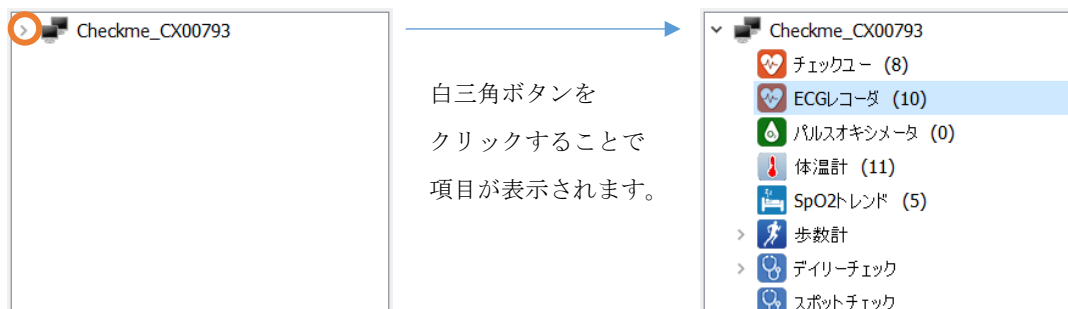 Checkme_CX00793
白三角ボタンを
クリックすることで
項目が表示されます。
Checkme_CX00793
チェックユー (8)
ECGレコーダ (10)
パルスオキシメータ (0)
体温計 (11)
SpO2トレンド (5)
歩数計
デイリーチェック
スポットチェック